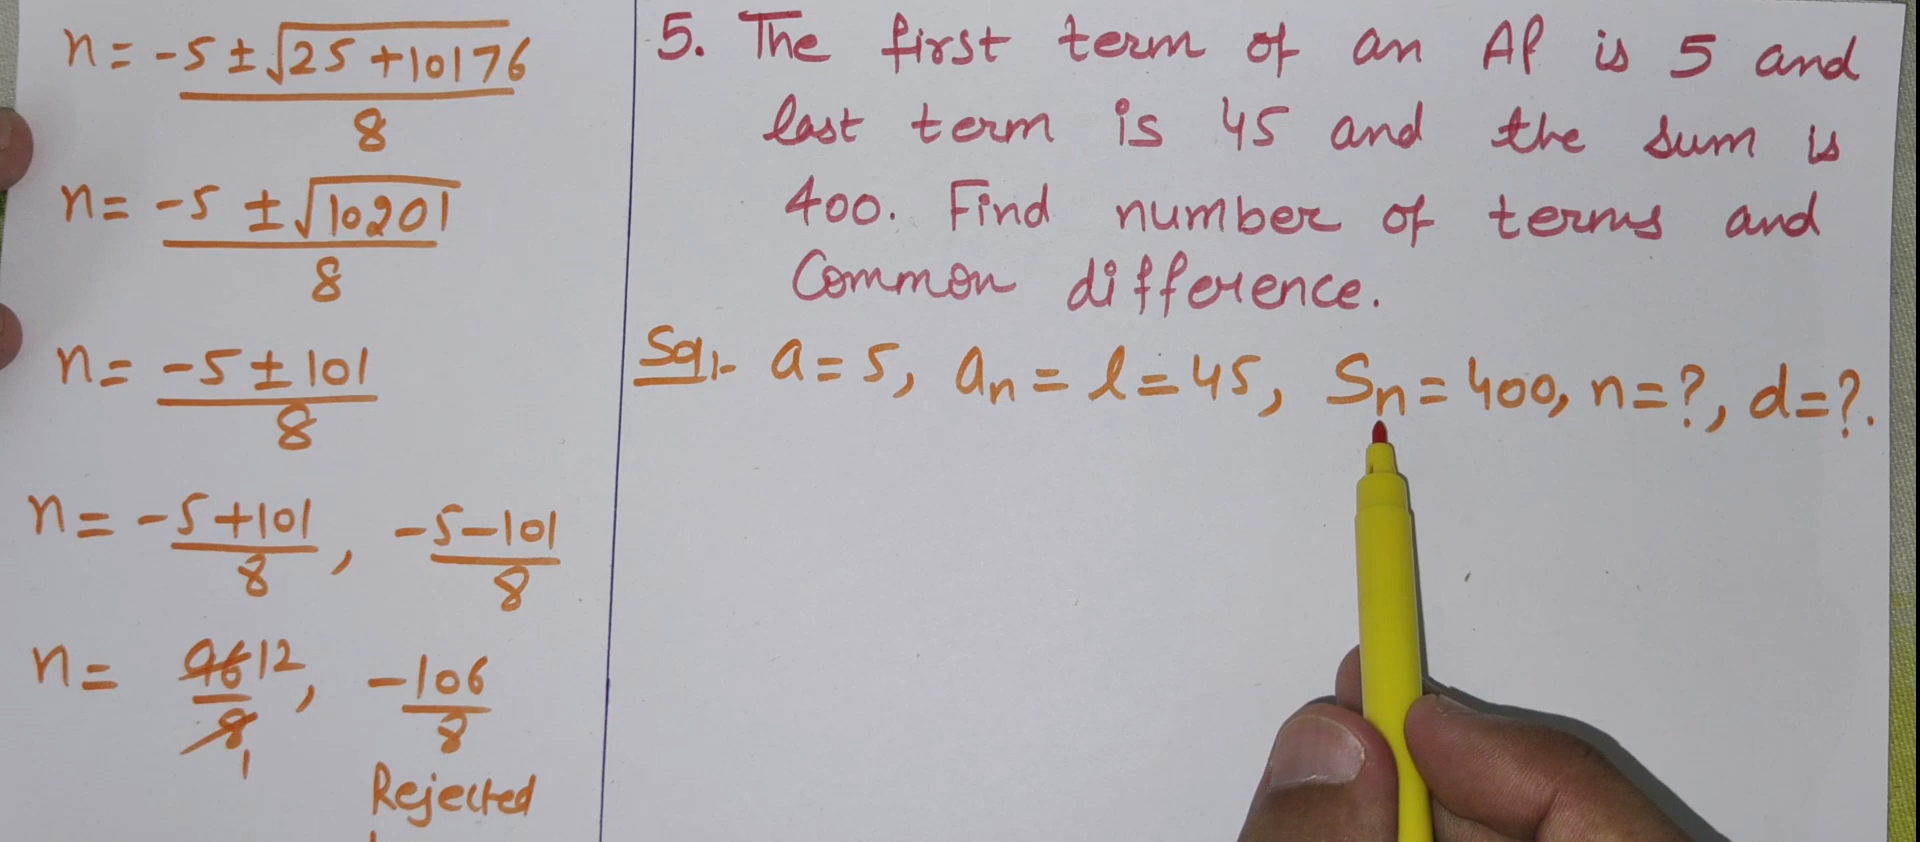 n = -5 ± √25 + 10176
8
n = -5 ± √10201
8
n = -5 ± 101
8
n = -5 + 101 , -5 - 101
8 8
n = 96 12 , -106
8 1 8
Rejected
5. The first term of an AP is 5 and
last term is 45 and the sum is
400. Find number of terms and
Common difference.
Sol:- a = 5, an = l = 45, Sn = 400, n = ?, d = ?.